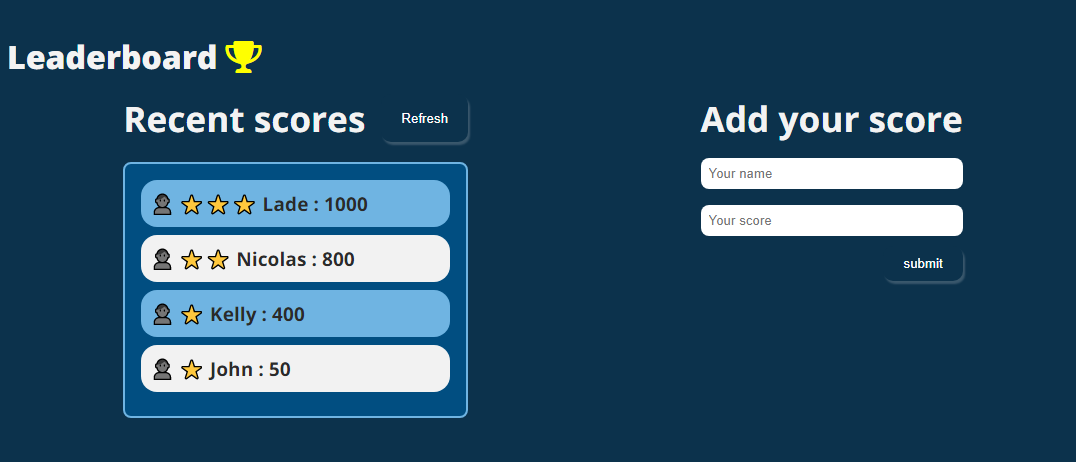 Leaderboard
Recent scores
Refresh
Lade : 1000
Nicolas : 800
Kelly : 400
John : 50
Add your score
Your name
Your score
submit